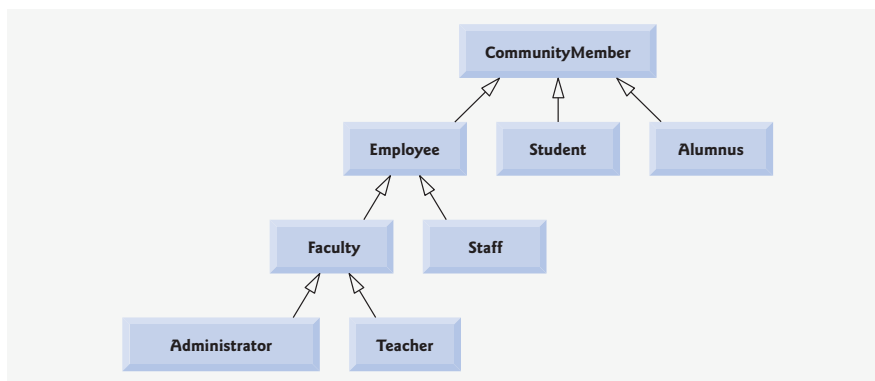 CommunityMember
Employee
Student
Alumnus
Faculty
Staff
Administrator
Teacher